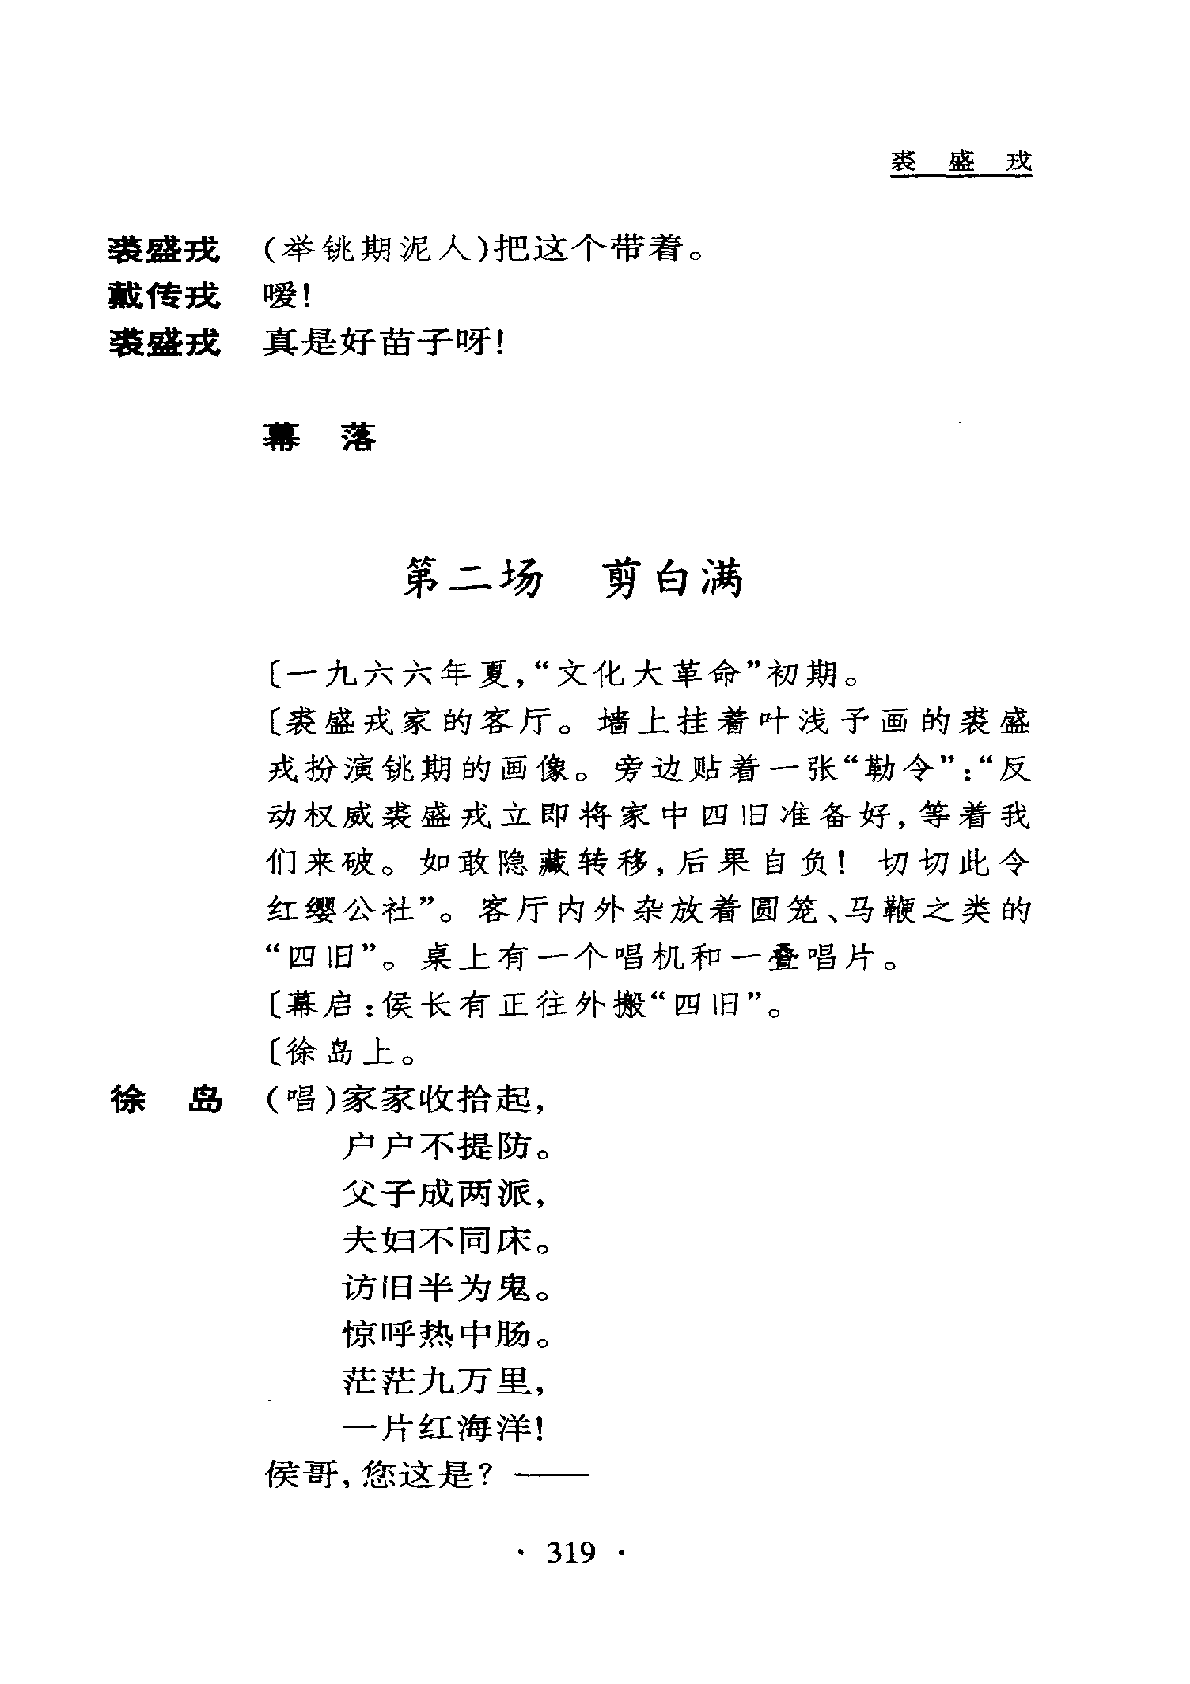 裘 盛 戎
裘盛戎 (举铫期泥人)把这个带着。
戴传戎 嗳!
裘盛戎 真是好苗子呀!
幕 落
第二场 剪白满
〔一九六六年夏,“文化大革命”初期。
〔裘盛戎家的客厅。墙上挂着叶浅予画的裘盛
戎扮演铫期的画像。旁边贴着一张“勒令”:“反
动权威裘盛戎立即将家中四旧准备好,等着我
们来破。如敢隐藏转移,后果自负! 切切此令
红缨公社”。客厅内外杂放着圆笼、马鞭之类的
“四旧”。桌上有一个唱机和一叠唱片。
〔幕启:侯长有正往外搬“四旧”。
〔徐岛上。
徐 岛 (唱)家家收拾起,
户户不提防。
父子成两派,
夫妇不同床。
访旧半为鬼。
惊呼热中肠。
茫茫九万里,
一片红海洋!
侯哥,您这是? ——
· 319 ·